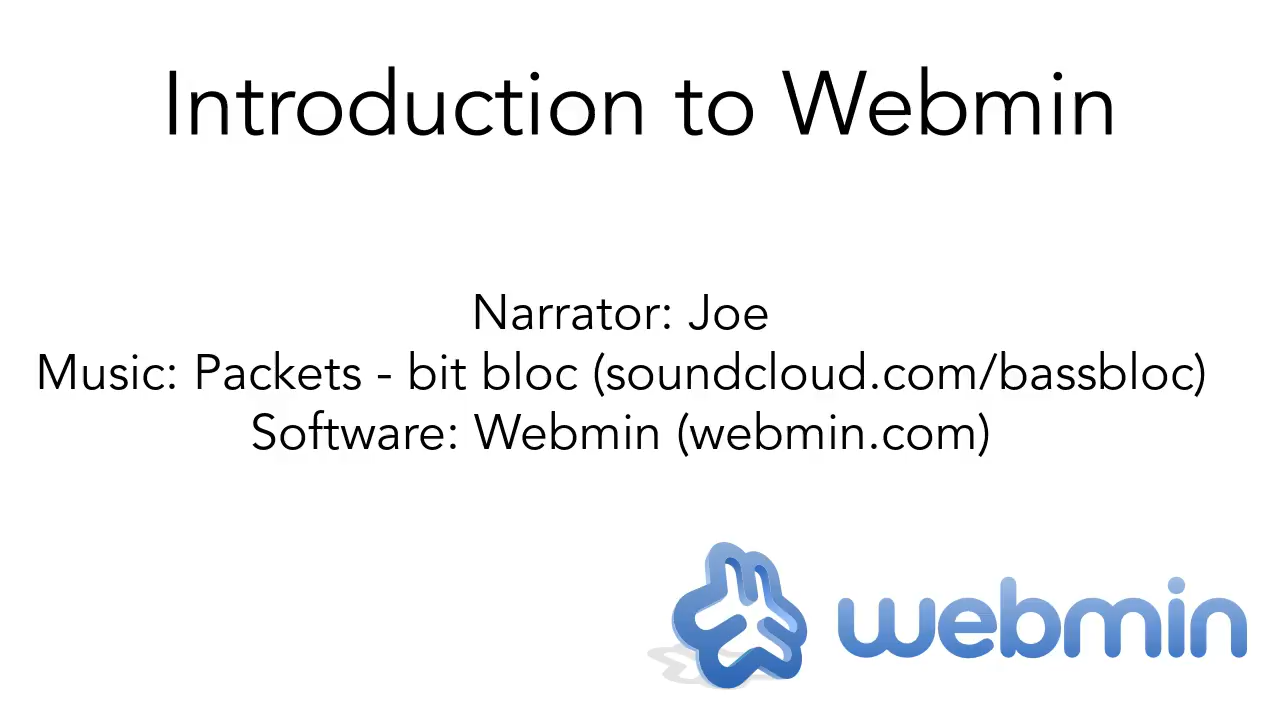 Introduction to Webmin
Narrator: Joe
Music: Packets - bit bloc (soundcloud.com/bassbloc)
Software: Webmin (webmin.com)
webmin